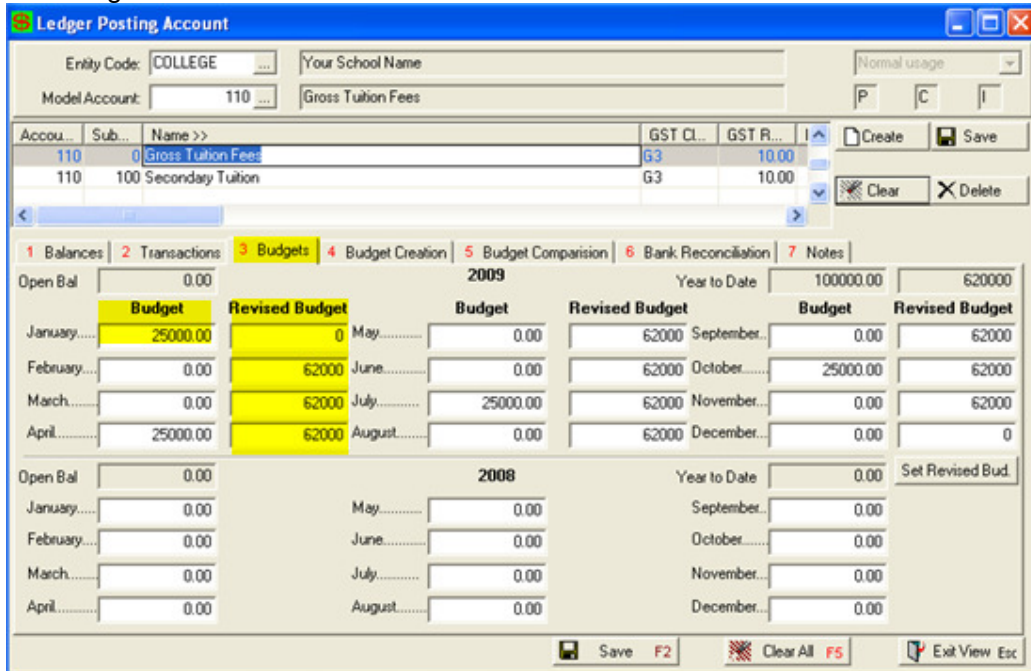 Ledger Posting Account
Entity Code: COLLEGE ... Your School Name Normal usage
Model Account: 110 ... Gross Tuition Fees P C I
Accou... Sub... Name >> GST Cl... GST R... Create Save
110 0 Gross Tuition Fees G3 10.00
110 100 Secondary Tuition G3 10.00
Clear Delete
1 Balances 2 Transactions 3 Budgets 4 Budget Creation 5 Budget Comparision 6 Bank Reconciliation 7 Notes
Open Bal 0.00 2009 Year to Date 100000.00 620000
Budget Revised Budget Budget Revised Budget Budget Revised Budget
January..... 25000.00 0 May........... 0.00 62000 September.. 0.00 62000
February.... 0.00 62000 June........... 0.00 62000 October....... 25000.00 62000
March........ 0.00 62000 July............ 25000.00 62000 November... 0.00 62000
April........... 25000.00 62000 August........ 0.00 62000 December... 0.00 0
Open Bal 0.00 2008 Year to Date 0.00 Set Revised Bud.
January..... 0.00 May........... 0.00 September.. 0.00
February.... 0.00 June........... 0.00 October....... 0.00
March........ 0.00 July............ 0.00 November... 0.00
April........... 0.00 August........ 0.00 December... 0.00
Save F2 Clear All F5 Exit View Esc